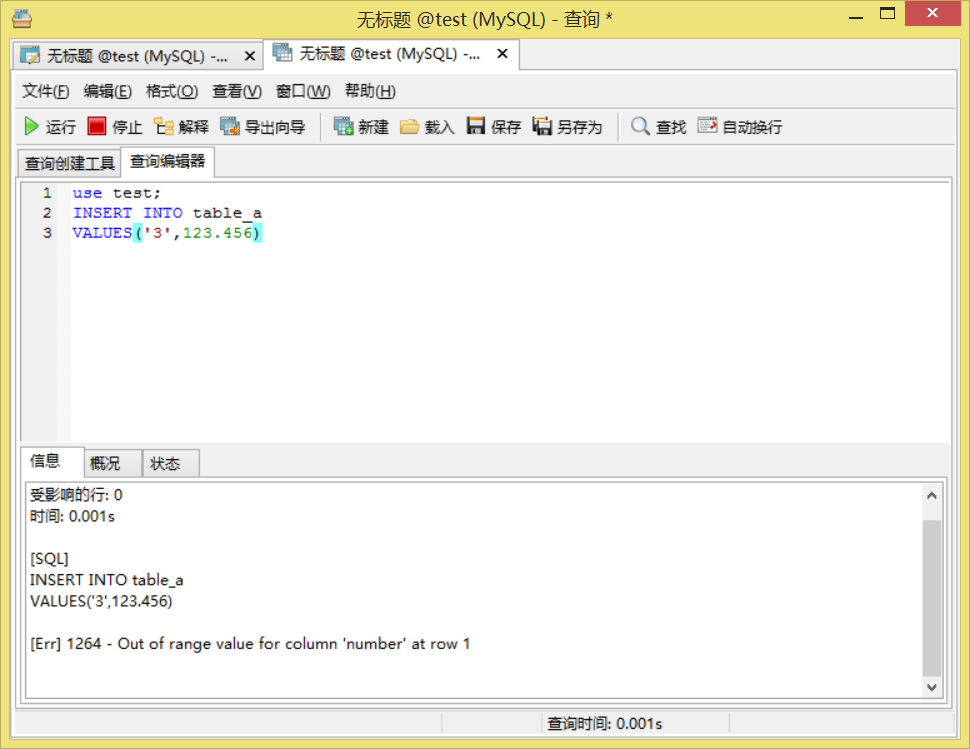 无标题 @test (MySQL) - 查询 *
无标题 @test (MySQL) -... 无标题 @test (MySQL) -...
文件(F) 编辑(E) 格式(O) 查看(V) 窗口(W) 帮助(H)
运行 停止 解释 导出向导 新建 载入 保存 另存为 查找 自动换行
查询创建工具 查询编辑器
1 use test;
2 INSERT INTO table_a
3 VALUES('3',123.456)
信息 概况 状态
受影响的行: 0
时间: 0.001s
[SQL]
INSERT INTO table_a
VALUES('3',123.456)
[Err] 1264 - Out of range value for column 'number' at row 1
查询时间: 0.001s